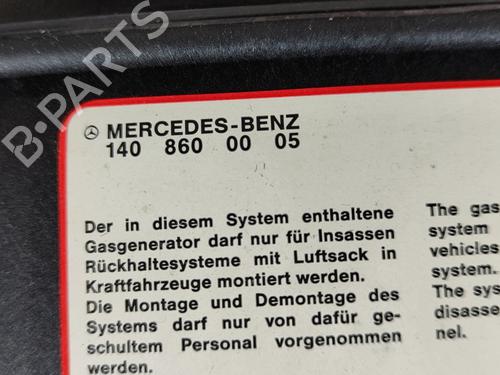 B-PARTS
MERCEDES-BENZ
140 860 00 05
Der in diesem System enthaltene
Gasgenerator darf nur für Insassen
Rückhaltesysteme mit Luftsack in
Kraftfahrzeuge montiert werden.
Die Montage und Demontage des
Systems darf nur von dafür ge-
schultem Personal vorgenommen
werden.
The gas
system
vehicles
system.
The sys
disasse
nel.